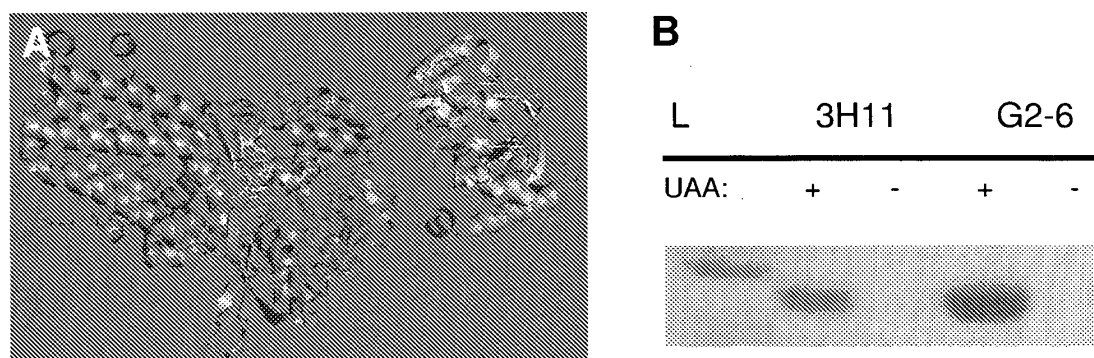 A
B
L 3H11 G2-6
UAA: + - + -